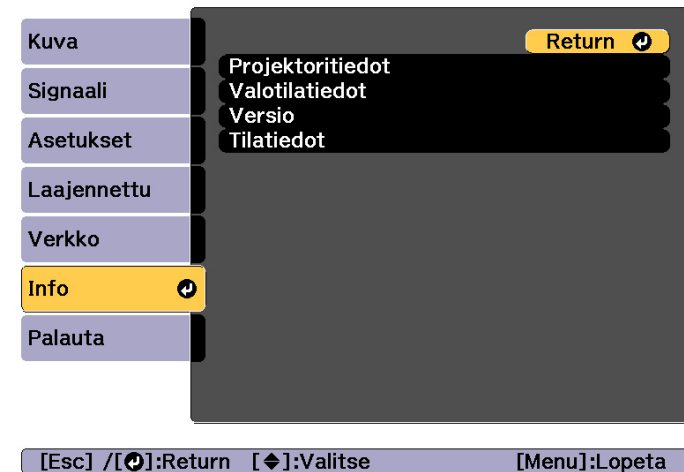 Kuva
Signaali
Asetukset
Laajennettu
Verkko
Info
Palauta
Return
Projektoritiedot
Valotilatiedot
Versio
Tilatiedot
[Esc] /[⏎]:Return [◆]:Valitse [Menu]:Lopeta